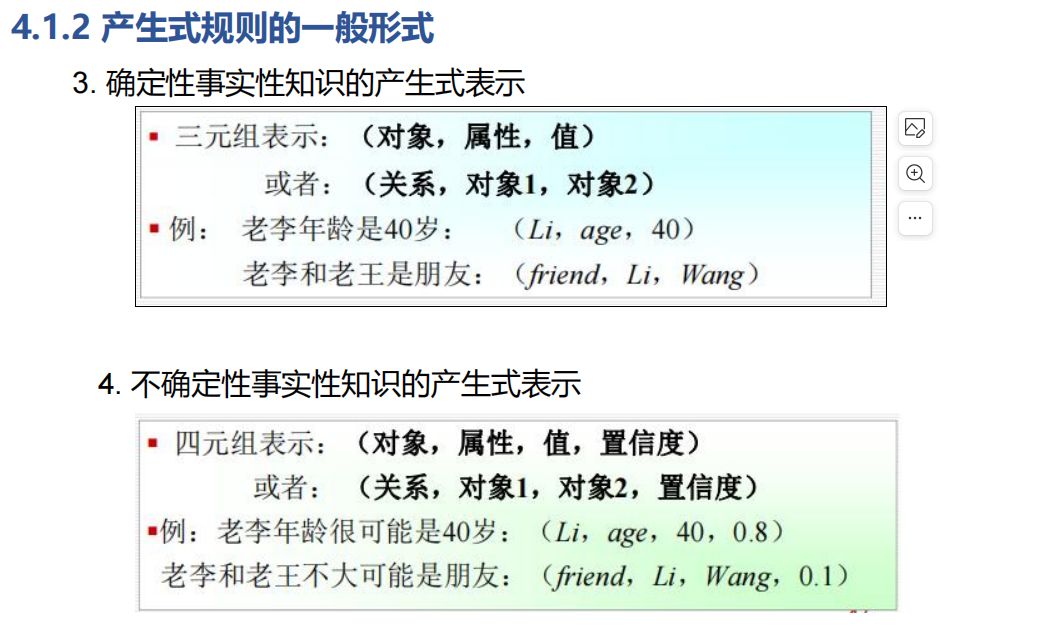 4.1.2 产生式规则的一般形式
3. 确定性事实性知识的产生式表示
▪ 三元组表示：（对象，属性，值）
或者：（关系，对象1，对象2）
▪ 例： 老李年龄是40岁： （Li，age，40）
老李和老王是朋友：（friend，Li，Wang）
4. 不确定性事实性知识的产生式表示
▪ 四元组表示：（对象，属性，值，置信度）
或者：（关系，对象1，对象2，置信度）
▪例：老李年龄很可能是40岁：（Li，age，40，0.8）
老李和老王不大可能是朋友：（friend，Li，Wang，0.1）